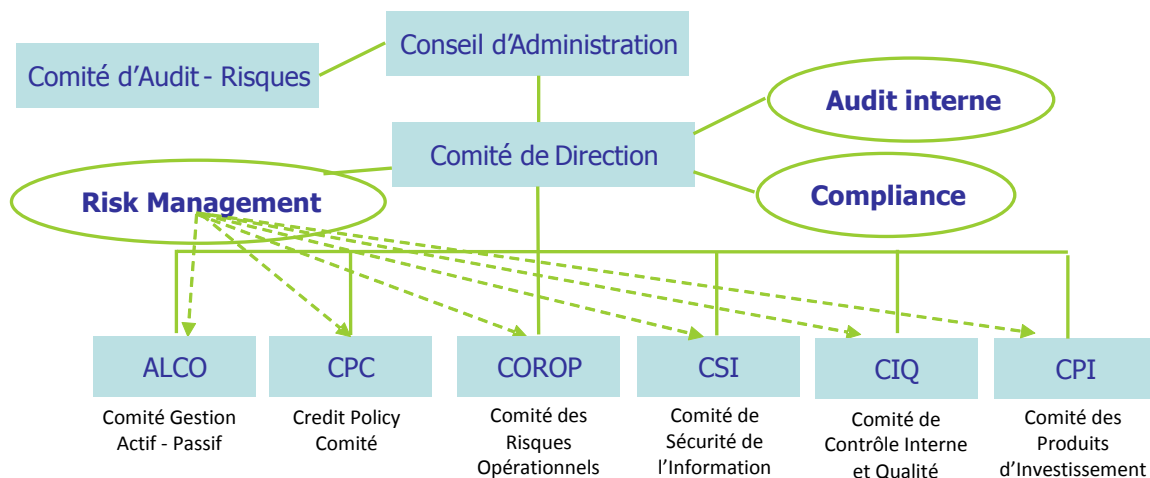 Conseil d'Administration
Comité d'Audit - Risques
Audit interne
Comité de Direction
Risk Management
Compliance
ALCO
CPC
COROP
CSI
CIQ
CPI
Comité Gestion
Actif - Passif
Credit Policy
Comité
Comité des
Risques
Opérationnels
Comité de
Sécurité de
l'Information
Comité de
Contrôle Interne
et Qualité
Comité des
Produits
d'Investissement